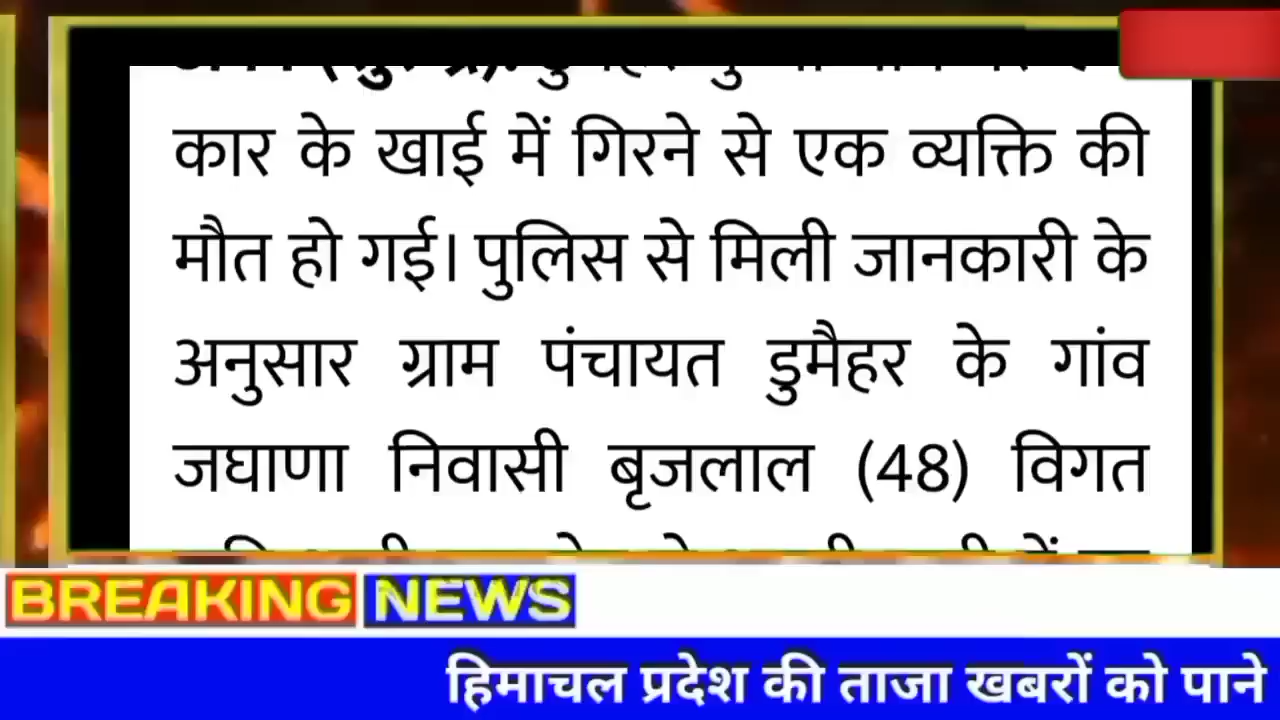 कार के खाई में गिरने से एक व्यक्ति की
मौत हो गई। पुलिस से मिली जानकारी के
अनुसार ग्राम पंचायत डुमैहर के गांव
जघाणा निवासी बृजलाल (48) विगत
BREAKING NEWS
हिमाचल प्रदेश की ताजा खबरों को पाने